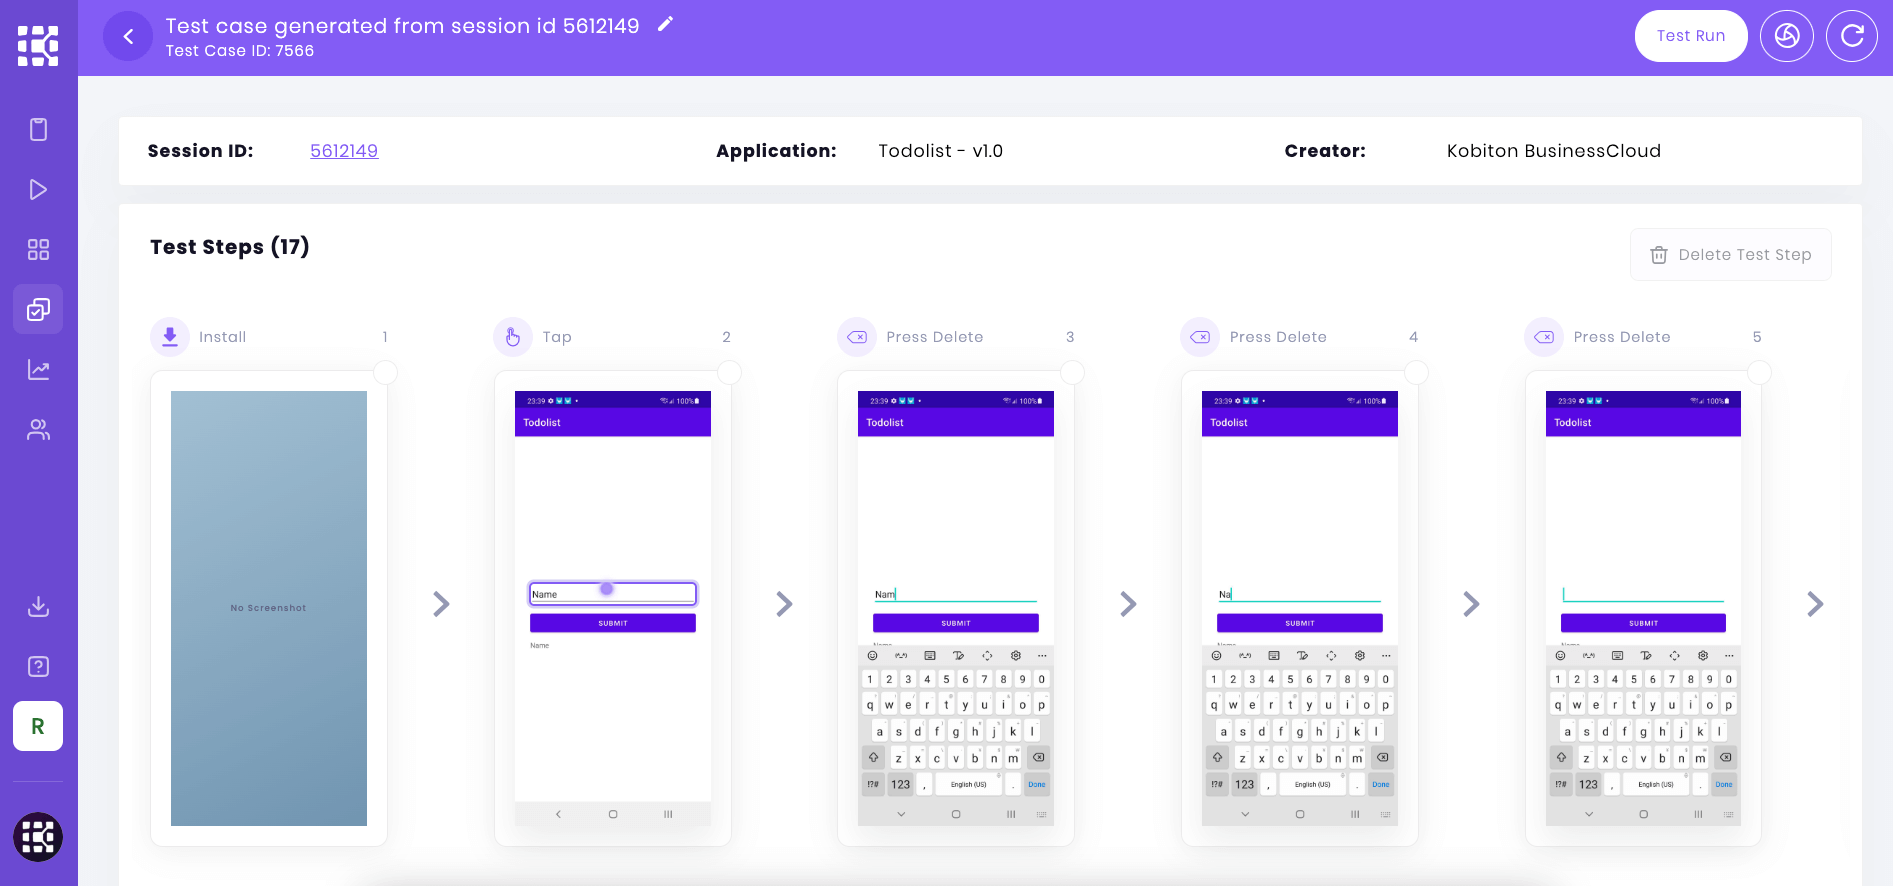 Test case generated from session id 5612149
Test Case ID: 7566
Test Run
Session ID: 5612149 Application: Todolist - v1.0 Creator: Kobiton BusinessCloud
Test Steps (17)
Delete Test Step
Install 1
Tap 2
Press Delete 3
Press Delete 4
Press Delete 5
No Screenshot
23:39 100%
Todolist
Name
SUBMIT
Name
23:39 100%
Todolist
Nam
SUBMIT
1 2 3 4 5 6 7 8 9 0
q w e r t y u i o p
a s d f g h j k l
z x c v b n m
!?# 123 , English (US) . Done
23:39 100%
Todolist
Na
SUBMIT
1 2 3 4 5 6 7 8 9 0
q w e r t y u i o p
a s d f g h j k l
z x c v b n m
!?# 123 , English (US) . Done
23:39 100%
Todolist
SUBMIT
1 2 3 4 5 6 7 8 9 0
q w e r t y u i o p
a s d f g h j k l
z x c v b n m
!?# 123 , English (US) . Done
R